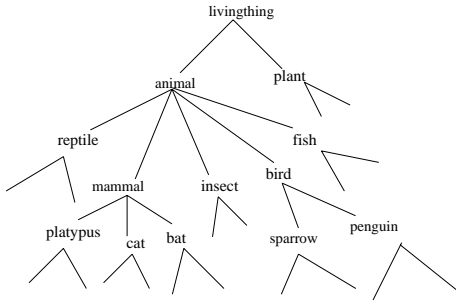 livingthing
animal
plant
reptile
fish
mammal
insect
bird
platypus
cat
bat
sparrow
penguin